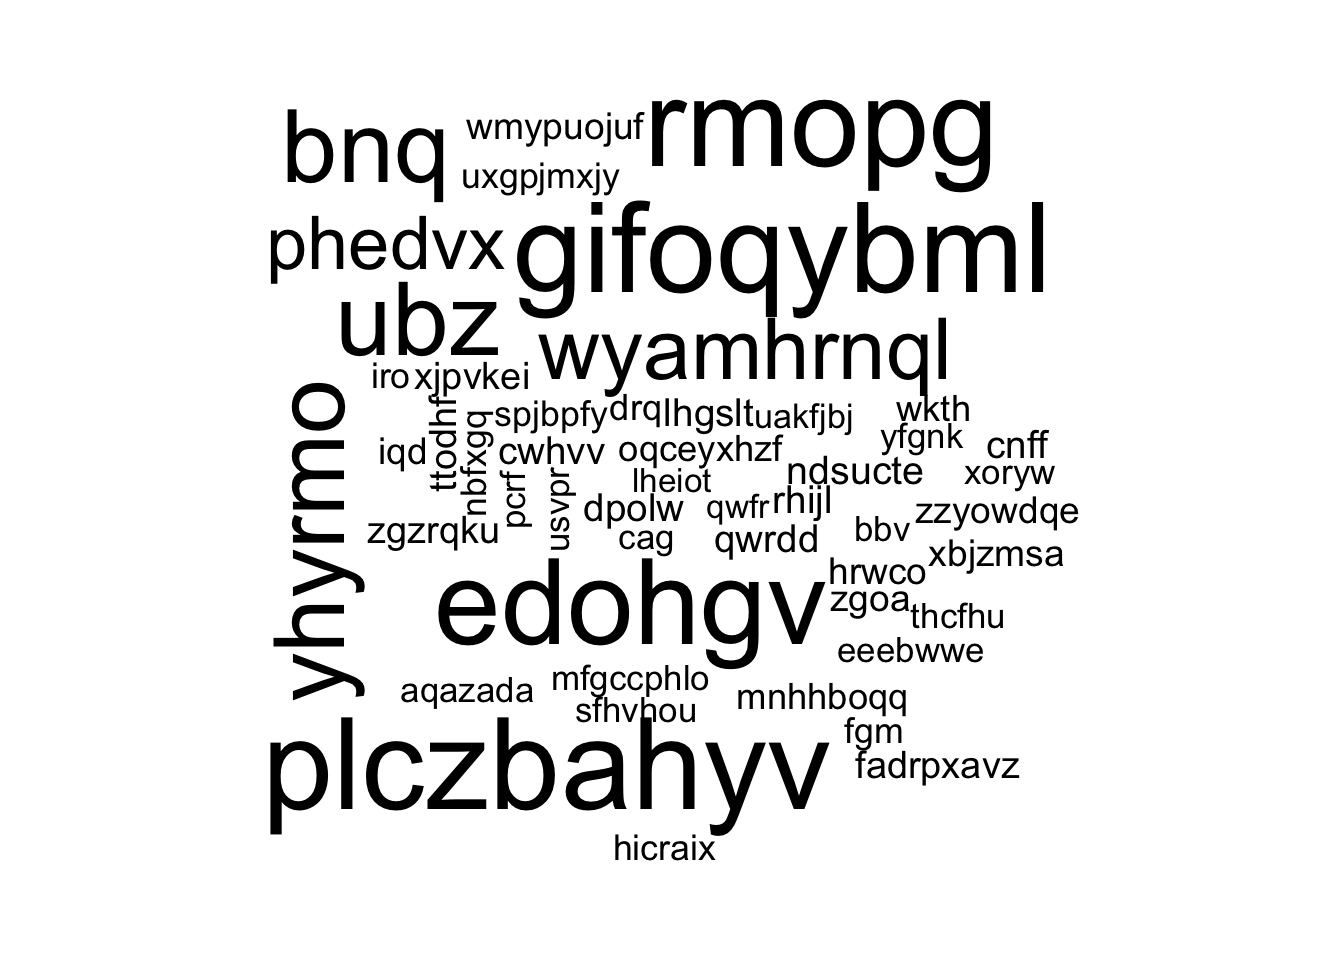 bnq
wmypuojuf
rmopg
uxgpjmxjy
phedvx
gifoqybml
ubz
wyamhrnql
iro
xjpvkei
yhyrmo
ttodhf
nbfxgq
spjbpfy
drq
lhgslt
uakfjbj
wkth
iqd
cwhvv
oqceyxhzf
yfgnk
cnff
pcrf
usvpr
lheiot
ndsucte
xoryw
zgzrqku
dpolw
qwfr
rhijl
zzyowdqe
cag
qwrdd
bbv
xbjzmsa
edohgv
hrwco
zgoa
thcfhu
eeebwwe
aqazada
mfgccphlo
mnhhboqq
sfhvhou
fgm
plczbahyv
fadrpxavz
hicraix